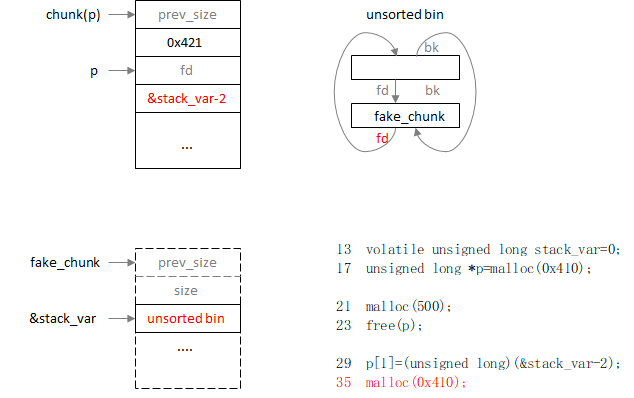 chunk(p)
prev_size
0x421
p
fd
&stack_var-2
...
unsorted bin
bk
fd
bk
fake_chunk
fd
fake_chunk
prev_size
size
&stack_var
unsorted bin
....
13 volatile unsigned long stack_var=0;
17 unsigned long *p=malloc(0x410);
21 malloc(500);
23 free(p);
29 p[1]=(unsigned long)(&stack_var-2);
35 malloc(0x410);